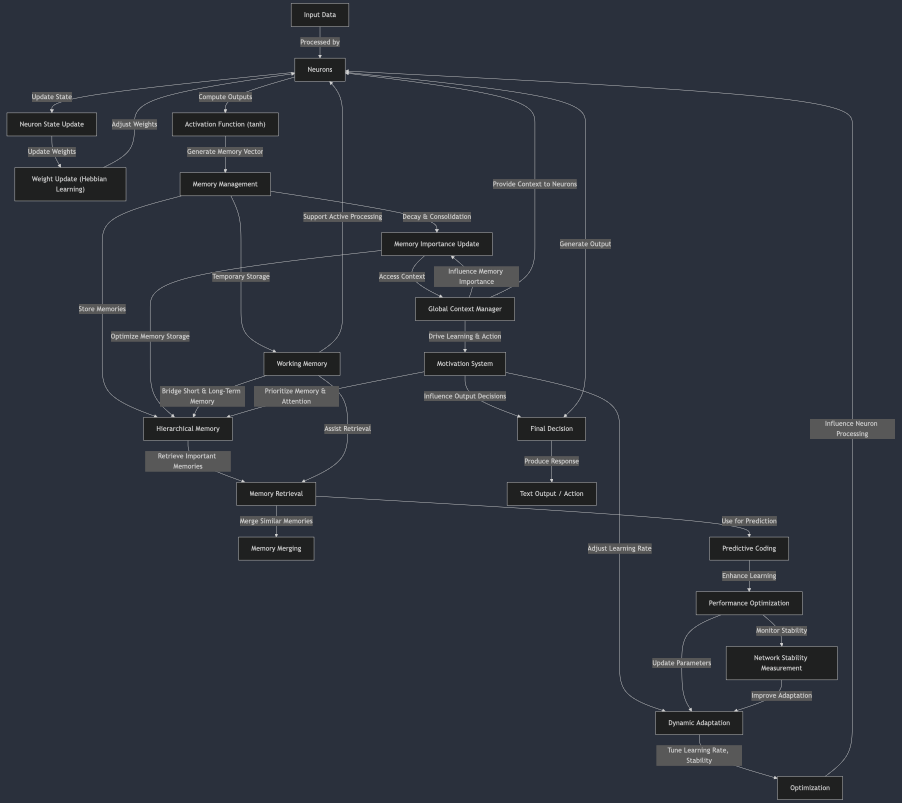 Input Data
Processed by
Neurons
Update State
Compute Outputs
Neuron State Update
Adjust Weights
Activation Function (tanh)
Update Weights
Generate Memory Vector
Weight Update (Hebbian
Learning)
Memory Management
Provide Context to Neurons
Support Active Processing
Decay & Consolidation
Memory Importance Update
Generate Output
Temporary Storage
Access Context
Influence Memory
Importance
Store Memories
Global Context Manager
Optimize Memory Storage
Drive Learning & Action
Working Memory
Motivation System
Bridge Short & Long-Term
Memory
Prioritize Memory &
Attention
Influence Output Decisions
Hierarchical Memory
Assist Retrieval
Final Decision
Influence Neuron
Processing
Retrieve Important
Memories
Produce Response
Memory Retrieval
Text Output / Action
Merge Similar Memories
Use for Prediction
Memory Merging
Adjust Learning Rate
Predictive Coding
Enhance Learning
Performance Optimization
Monitor Stability
Update Parameters
Network Stability
Measurement
Improve Adaptation
Dynamic Adaptation
Tune Learning Rate,
Stability
Optimization